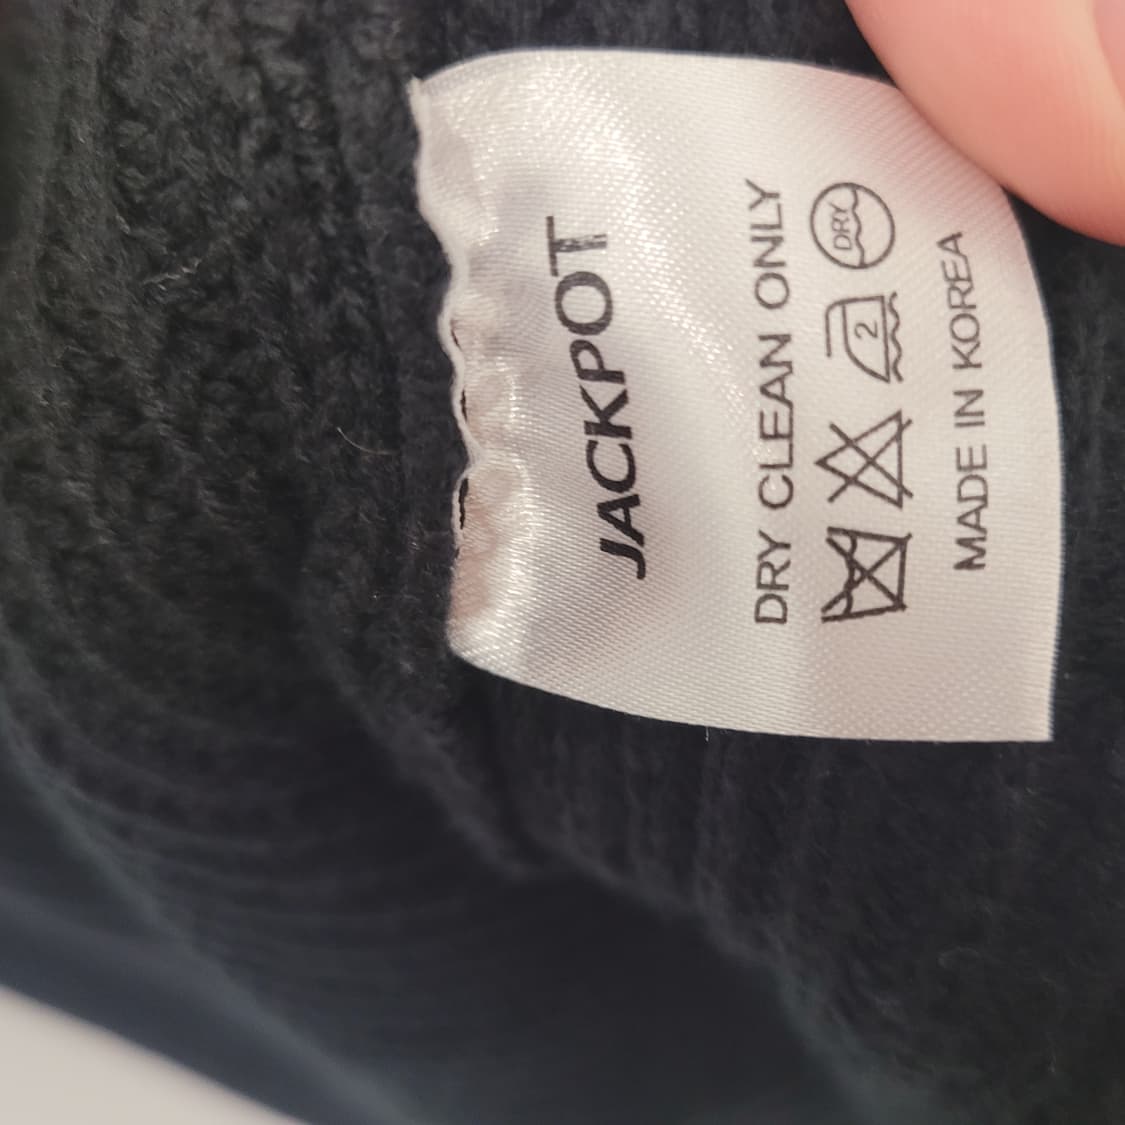 JACKPOT
DRY CLEAN ONLY
2 DRY
MADE IN KOREA